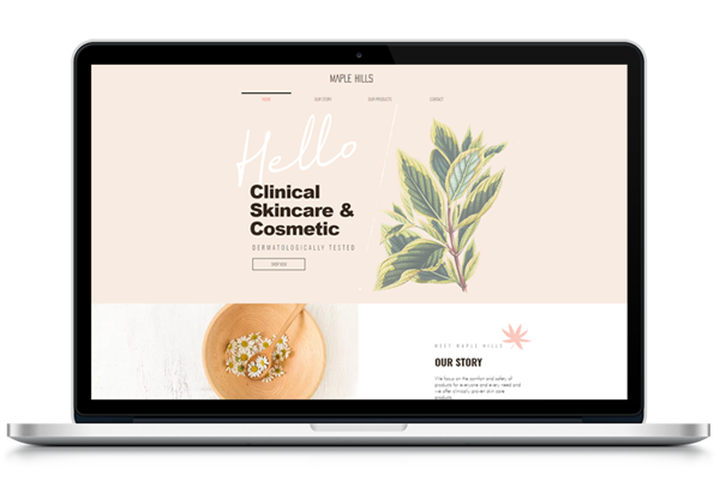 MAPLE HILLS
HOME OUR STORY OUR PRODUCTS CONTACT
Hello
Clinical
Skincare &
Cosmetic
DERMATOLOGICALLY TESTED
SHOP NOW
MEET MAPLE HILLS
OUR STORY
We focus on the comfort and safety of
products for everyone and every need and
we offer clinically proven skin care
products.